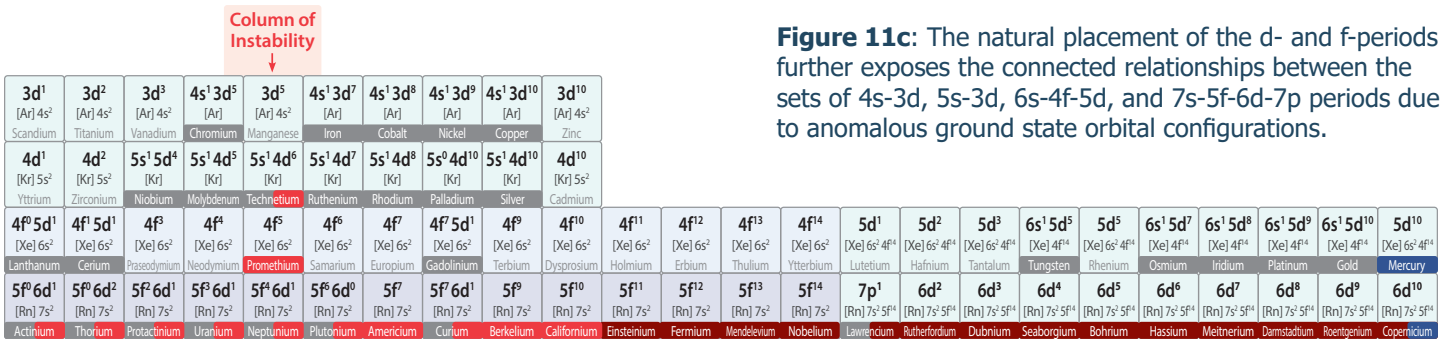 Column of
Instability
Figure 11c: The natural placement of the d- and f-periods
further exposes the connected relationships between the
sets of 4s-3d, 5s-3d, 6s-4f-5d, and 7s-5f-6d-7p periods due
to anomalous ground state orbital configurations.
3d¹ 3d² 3d³ 4s¹ 3d⁵ 3d⁵ 4s¹ 3d⁷ 4s¹ 3d⁸ 4s¹ 3d⁹ 4s¹ 3d¹⁰ 3d¹⁰
[Ar] 4s² [Ar] 4s² [Ar] 4s² [Ar] [Ar] 4s² [Ar] [Ar] [Ar] [Ar] [Ar] 4s²
Scandium Titanium Vanadium Chromium Manganese Iron Cobalt Nickel Copper Zinc
4d¹ 4d² 5s¹ 5d⁴ 5s¹ 4d⁵ 5s¹ 4d⁶ 5s¹ 4d⁷ 5s¹ 4d⁸ 5s⁰ 4d¹⁰ 5s¹ 4d¹⁰ 4d¹⁰
[Kr] 5s² [Kr] 5s² [Kr] [Kr] [Kr] [Kr] [Kr] [Kr] [Kr] [Kr] 5s²
Yttrium Zirconium Niobium Molybdenum Technetium Ruthenium Rhodium Palladium Silver Cadmium
4f⁰ 5d¹ 4f¹ 5d¹ 4f³ 4f⁴ 4f⁵ 4f⁶ 4f⁷ 4f⁷ 5d¹ 4f⁹ 4f¹⁰ 4f¹¹ 4f¹² 4f¹³ 4f¹⁴ 5d¹ 5d² 5d³ 6s¹ 5d⁵ 5d⁵ 6s¹ 5d⁷ 6s¹ 5d⁸ 6s¹ 5d⁹ 6s¹ 5d¹⁰ 5d¹⁰
[Xe] 6s² [Xe] 6s² [Xe] 6s² [Xe] 6s² [Xe] 6s² [Xe] 6s² [Xe] 6s² [Xe] 6s² [Xe] 6s² [Xe] 6s² [Xe] 6s² [Xe] 6s² [Xe] 6s² [Xe] 6s² [Xe] 6s² 4f¹⁴ [Xe] 6s² 4f¹⁴ [Xe] 6s² 4f¹⁴ [Xe] 4f¹⁴ [Xe] 6s² 4f¹⁴ [Xe] 4f¹⁴ [Xe] 4f¹⁴ [Xe] 4f¹⁴ [Xe] 4f¹⁴ [Xe] 6s² 4f¹⁴
Lanthanum Cerium Praseodymium Neodymium Promethium Samarium Europium Gadolinium Terbium Dysprosium Holmium Erbium Thulium Ytterbium Lutetium Hafnium Tantalum Tungsten Rhenium Osmium Iridium Platinum Gold Mercury
5f⁰ 6d¹ 5f⁰ 6d² 5f² 6d¹ 5f³ 6d¹ 5f⁴ 6d¹ 5f⁶ 6d⁰ 5f⁷ 5f⁷ 6d¹ 5f⁹ 5f¹⁰ 5f¹¹ 5f¹² 5f¹³ 5f¹⁴ 7p¹ 6d² 6d³ 6d⁴ 6d⁵ 6d⁶ 6d⁷ 6d⁸ 6d⁹ 6d¹⁰
[Rn] 7s² [Rn] 7s² [Rn] 7s² [Rn] 7s² [Rn] 7s² [Rn] 7s² [Rn] 7s² [Rn] 7s² [Rn] 7s² [Rn] 7s² [Rn] 7s² [Rn] 7s² [Rn] 7s² [Rn] 7s² [Rn] 7s² 5f¹⁴ [Rn] 7s² 5f¹⁴ [Rn] 7s² 5f¹⁴ [Rn] 7s² 5f¹⁴ [Rn] 7s² 5f¹⁴ [Rn] 7s² 5f¹⁴ [Rn] 7s² 5f¹⁴ [Rn] 7s² 5f¹⁴ [Rn] 7s² 5f¹⁴ [Rn] 7s² 5f¹⁴
Actinium Thorium Protactinium Uranium Neptunium Plutonium Americium Curium Berkelium Californium Einsteinium Fermium Mendelevium Nobelium Lawrencium Rutherfordium Dubnium Seaborgium Bohrium Hassium Meitnerium Darmstadtium Roentgenium Copernicium